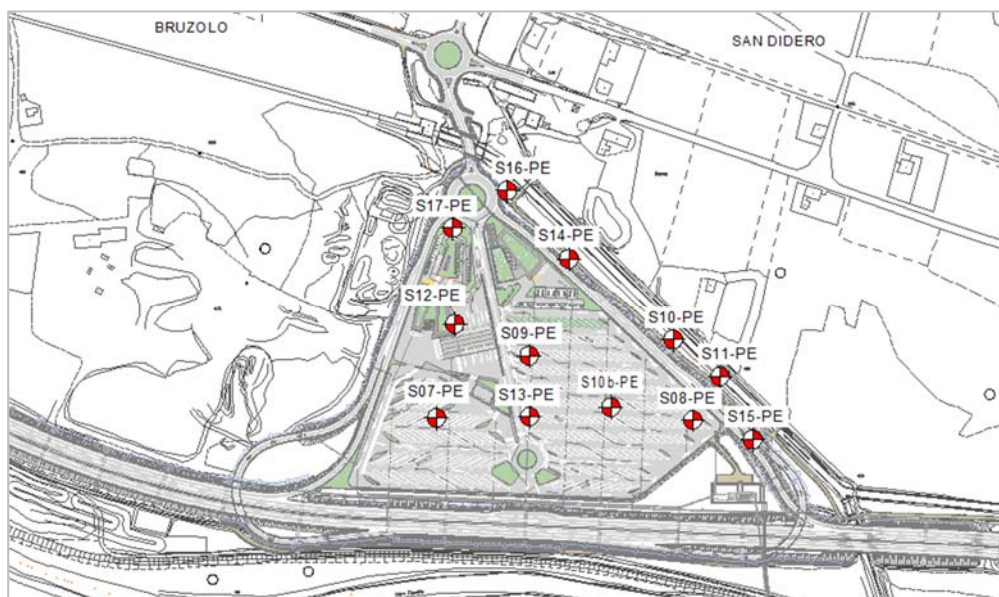 BRUZOLO
SAN DIDERO
S16-PE
S17-PE
S14-PE
S12-PE
S10-PE
S09-PE
S11-PE
S07-PE
S13-PE
S10b-PE
S08-PE
S15-PE